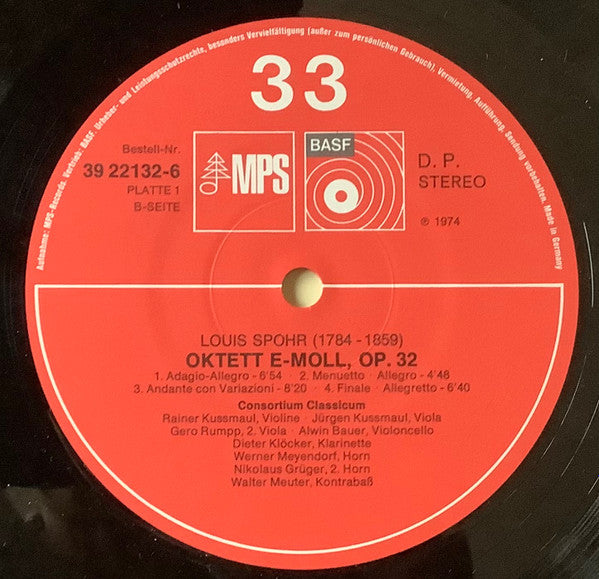 Aufnahme: MPS-Records. Vertrieb: BASF. Urheber- und Leistungsschutzrechte, besonders Vervielfältigung (außer zum persönlichen Gebrauch), Vermietung, Aufführung, Sendung vorbehalten. Made in Germany
33
Bestell-Nr.
39 22132-6
PLATTE 1
B-SEITE
MPS
BASF
D. P.
STEREO
℗ 1974
LOUIS SPOHR (1784 - 1859)
OKTETT E-MOLL, OP. 32
1. Adagio-Allegro - 6'54 · 2. Menuetto · Allegro - 4'48
3. Andante con Variazioni - 8'20 · 4. Finale · Allegretto - 6'40
Consortium Classicum
Rainer Kussmaul, Violine · Jürgen Kussmaul, Viola
Gero Rumpp, 2. Viola · Alwin Bauer, Violoncello
Dieter Klöcker, Klarinette
Werner Meyendorf, Horn
Nikolaus Grüger, 2. Horn
Walter Meuter, Kontrabaß